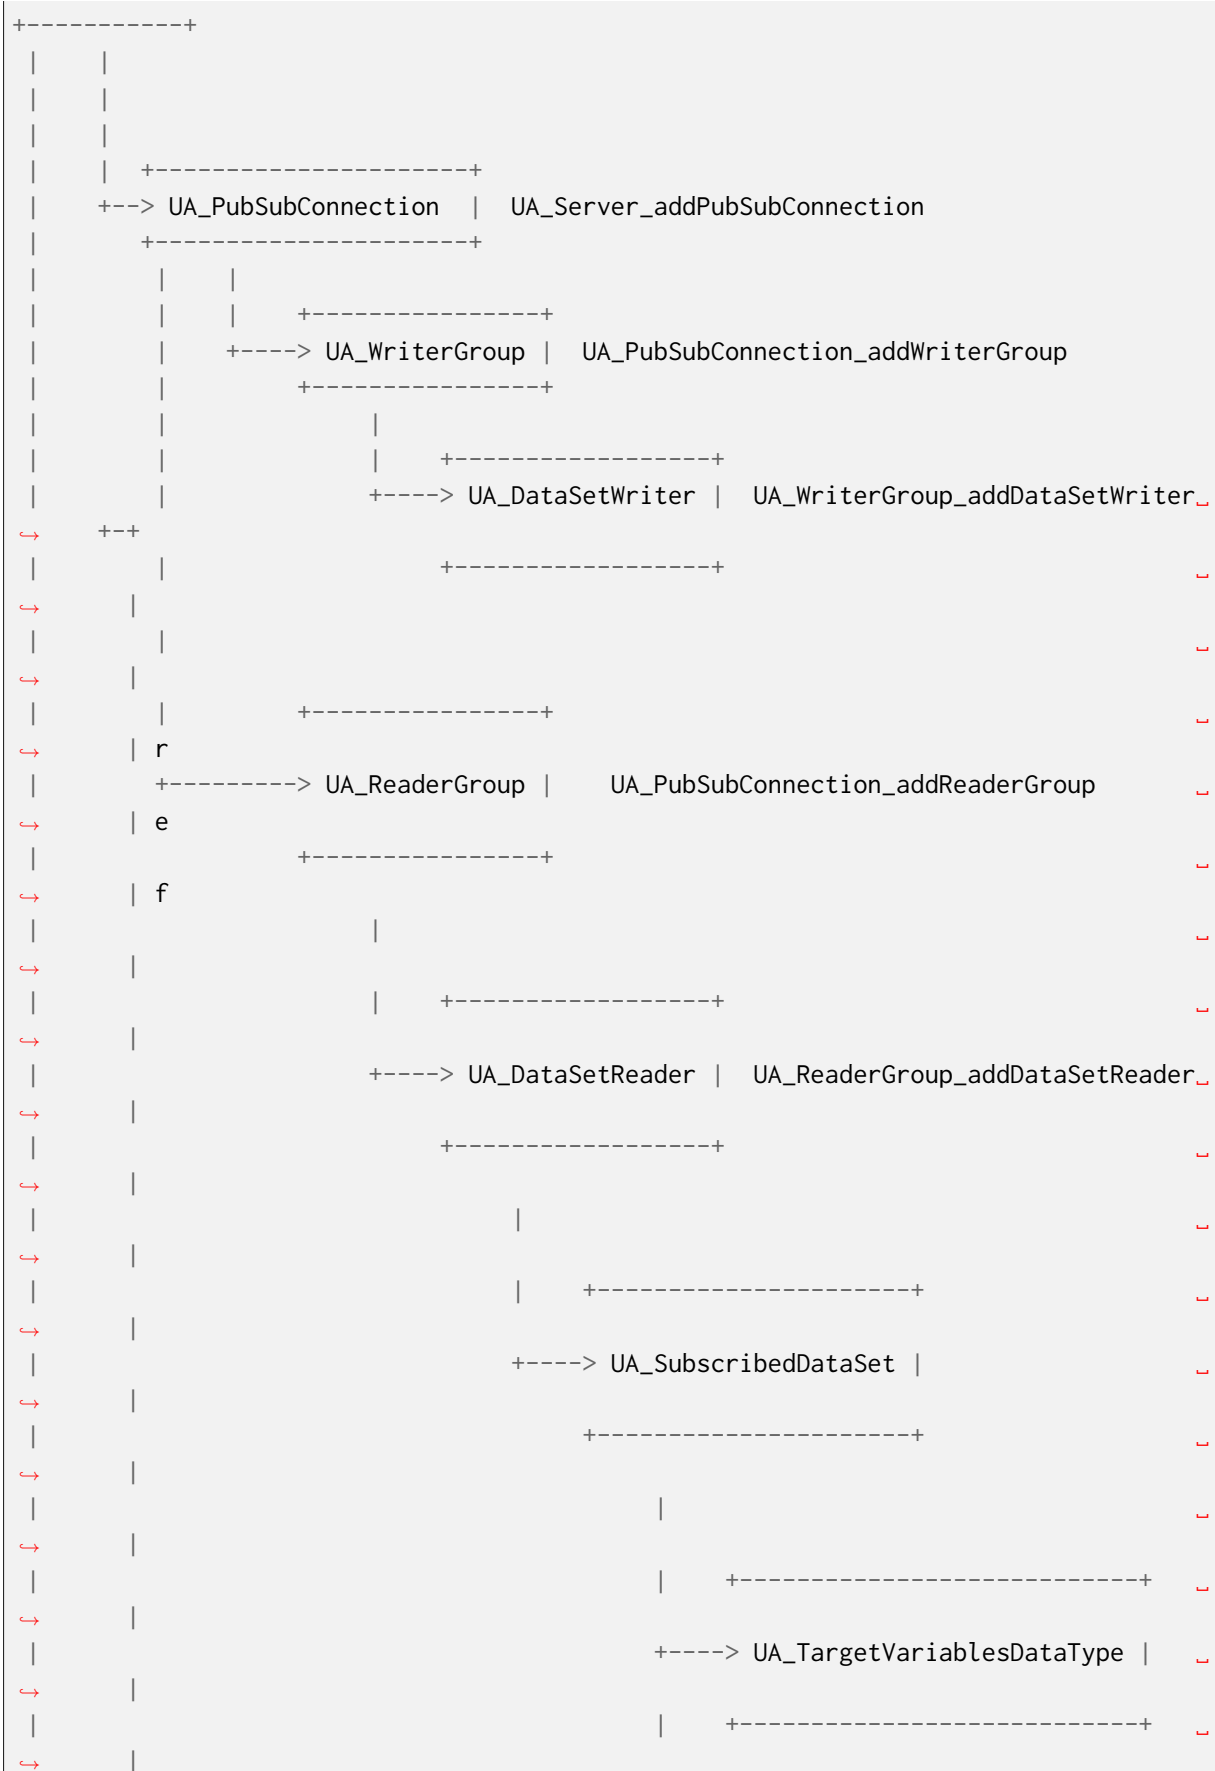 +-----------+
 |    |
 |    |
 |    |
 |    |  +----------------------+
 |    +--> UA_PubSubConnection  |  UA_Server_addPubSubConnection
 |       +----------------------+
 |        |    |
 |        |    |    +----------------+
 |        |    +----> UA_WriterGroup |  UA_PubSubConnection_addWriterGroup
 |        |         +----------------+
 |        |              |
 |        |              |    +------------------+
 |        |              +----> UA_DataSetWriter |  UA_WriterGroup_addDataSetWriter␣
↪    +-+
 |        |                   +------------------+                                 ␣
↪      |
 |        |                                                                        ␣
↪      |
 |        |         +----------------+                                             ␣
↪      | r
 |        +---------> UA_ReaderGroup |    UA_PubSubConnection_addReaderGroup       ␣
↪      | e
 |                  +----------------+                                             ␣
↪      | f
 |                       |                                                         ␣
↪      |
 |                       |    +------------------+                                 ␣
↪      |
 |                       +----> UA_DataSetReader |  UA_ReaderGroup_addDataSetReader␣
↪      |
 |                            +------------------+                                 ␣
↪      |
 |                                 |                                               ␣
↪      |
 |                                 |    +----------------------+                   ␣
↪      |
 |                                 +----> UA_SubscribedDataSet |                   ␣
↪      |
 |                                      +----------------------+                   ␣
↪      |
 |                                           |                                     ␣
↪      |
 |                                           |    +----------------------------+   ␣
↪      |
 |                                           +----> UA_TargetVariablesDataType |   ␣
↪      |
 |                                           |    +----------------------------+   ␣
↪      |